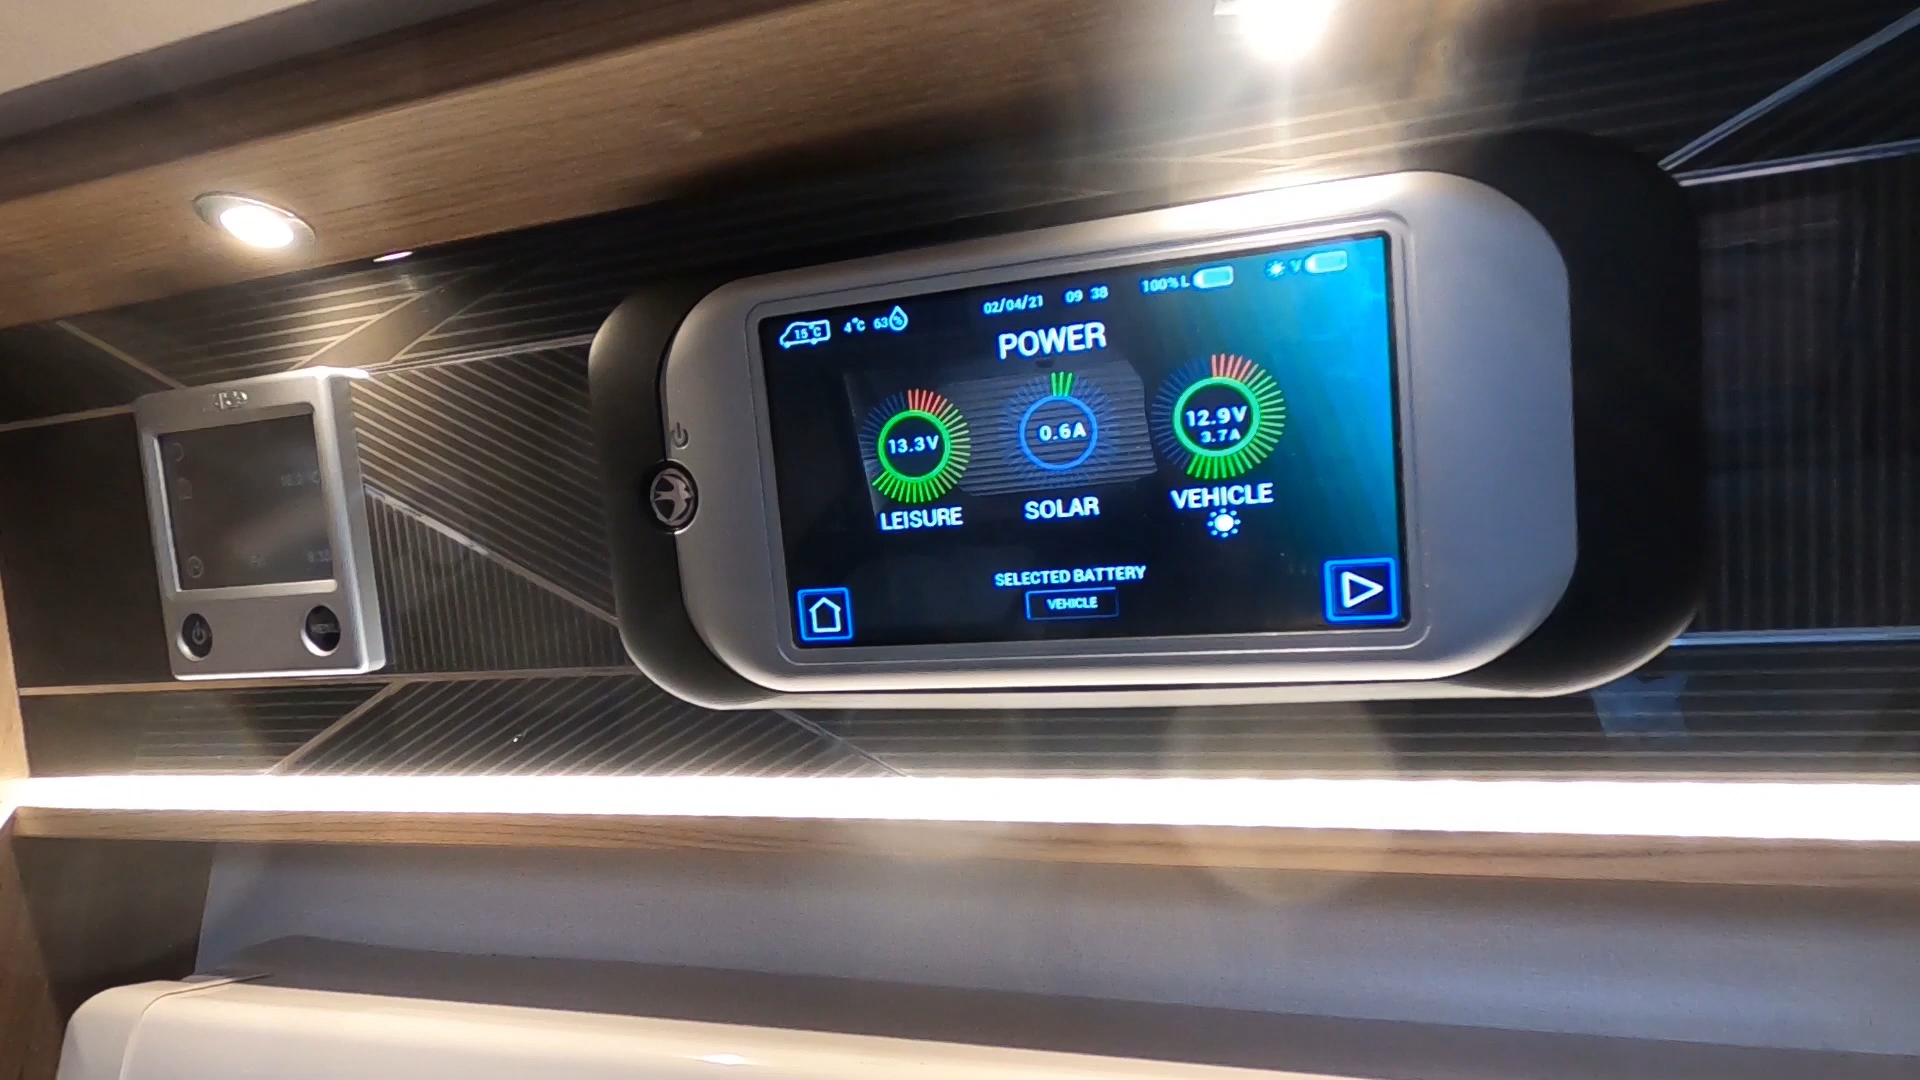 15°C 4°C 63% 02/04/21 09 38 100% L V
POWER
13.3V
0.6A
12.9V
3.7A
LEISURE
SOLAR
VEHICLE
SELECTED BATTERY
VEHICLE
MENU